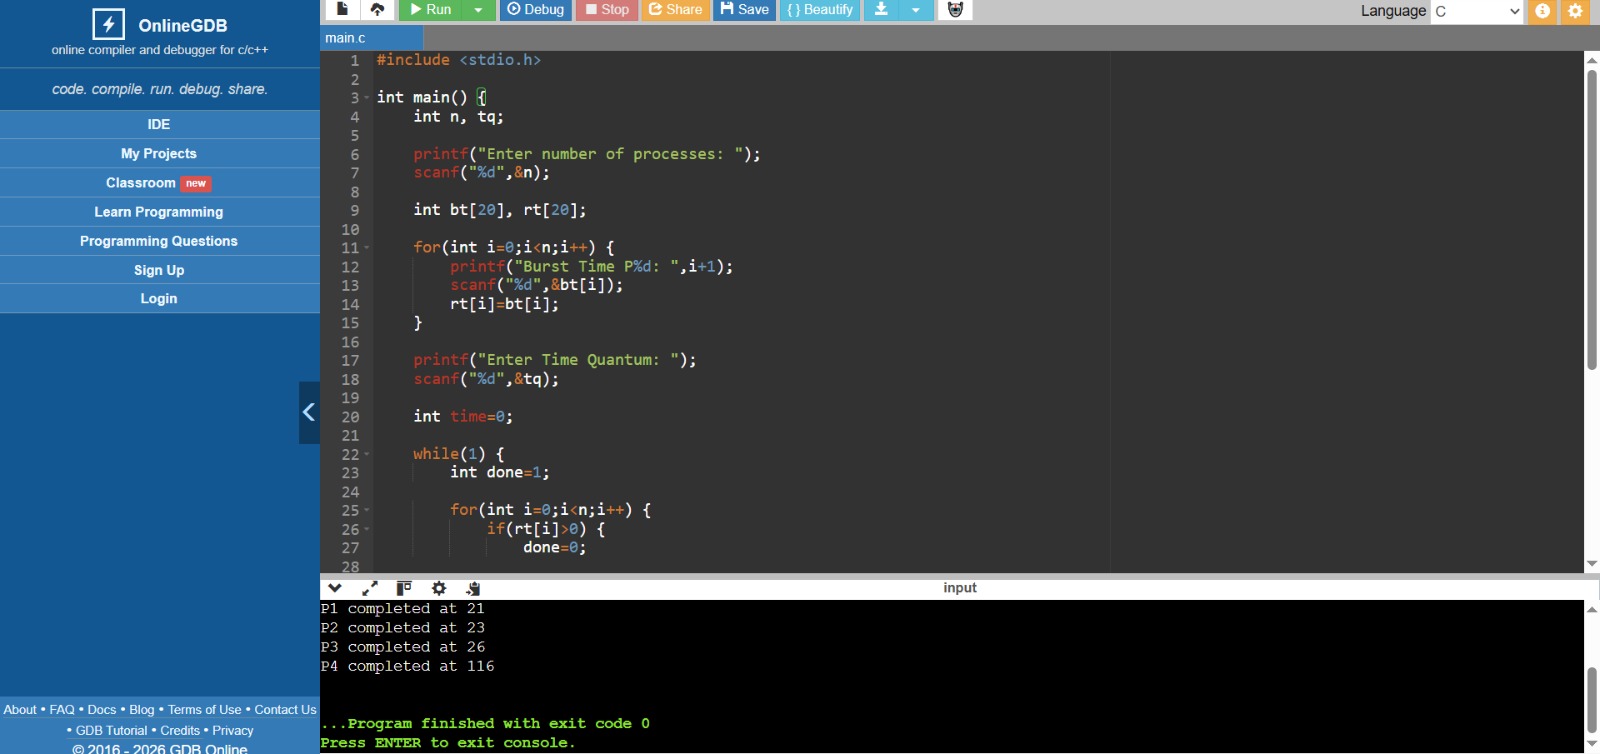 OnlineGDB
online compiler and debugger for c/c++
code. compile. run. debug. share.
IDE
My Projects
Classroom new
Learn Programming
Programming Questions
Sign Up
Login
About • FAQ • Docs • Blog • Terms of Use • Contact Us
• GDB Tutorial • Credits • Privacy
© 2016 - 2026 GDB Online
Run Debug Stop Share Save { } Beautify Language C
main.c
1 #include <stdio.h>
2
3 int main() {
4     int n, tq;
5
6     printf("Enter number of processes: ");
7     scanf("%d",&n);
8
9     int bt[20], rt[20];
10
11     for(int i=0;i<n;i++) {
12         printf("Burst Time P%d: ",i+1);
13         scanf("%d",&bt[i]);
14         rt[i]=bt[i];
15     }
16
17     printf("Enter Time Quantum: ");
18     scanf("%d",&tq);
19
20     int time=0;
21
22     while(1) {
23         int done=1;
24
25         for(int i=0;i<n;i++) {
26             if(rt[i]>0) {
27                 done=0;
28
input
P1 completed at 21
P2 completed at 23
P3 completed at 26
P4 completed at 116
...Program finished with exit code 0
Press ENTER to exit console.